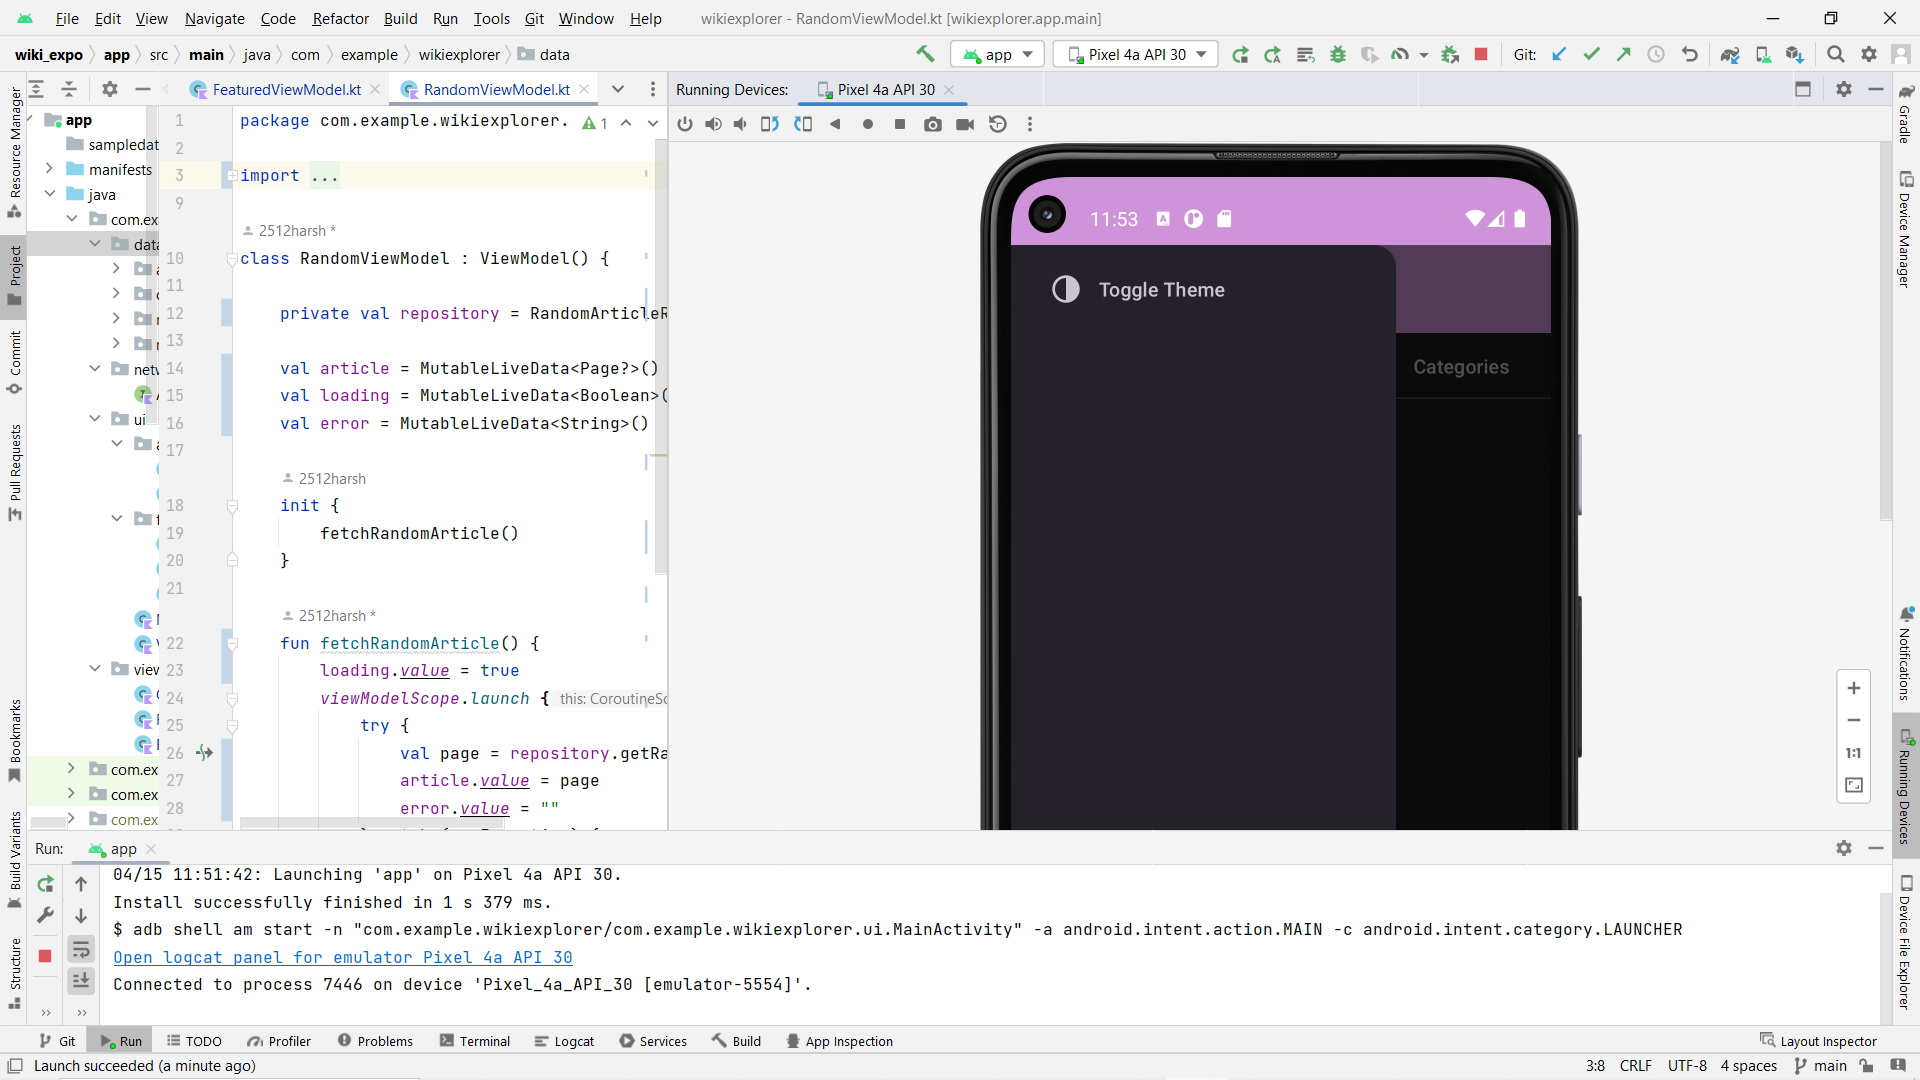 File Edit View Navigate Code Refactor Build Run Tools Git Window Help wikiexplorer - RandomViewModel.kt [wikiexplorer.app.main]
wiki_expo app src main java com example wikiexplorer data app Pixel 4a API 30 Git:
FeaturedViewModel.kt RandomViewModel.kt Running Devices: Pixel 4a API 30
Resource Manager
Project
Commit
Pull Requests
Bookmarks
Build Variants
Structure
app
sampledat
manifests
java
com.ex
data
netw
ui
view
com.ex
com.ex
com.ex
1 package com.example.wikiexplorer. 1
2
3 import ...
9
2512harsh *
10 class RandomViewModel : ViewModel() {
11
12 private val repository = RandomArticleR
13
14 val article = MutableLiveData<Page?>()
15 val loading = MutableLiveData<Boolean>(
16 val error = MutableLiveData<String>()
17
2512harsh
18 init {
19 fetchRandomArticle()
20 }
21
2512harsh *
22 fun fetchRandomArticle() {
23 loading.value = true
24 viewModelScope.launch { this: CoroutineSc
25 try {
26 val page = repository.getRa
27 article.value = page
28 error.value = ""
11:53
Toggle Theme
Categories
1:1
Gradle
Device Manager
Notifications
Running Devices
Device File Explorer
Run: app
04/15 11:51:42: Launching 'app' on Pixel 4a API 30.
Install successfully finished in 1 s 379 ms.
$ adb shell am start -n "com.example.wikiexplorer/com.example.wikiexplorer.ui.MainActivity" -a android.intent.action.MAIN -c android.intent.category.LAUNCHER
Open logcat panel for emulator Pixel 4a API 30
Connected to process 7446 on device 'Pixel_4a_API_30 [emulator-5554]'.
Git Run TODO Profiler Problems Terminal Logcat Services Build App Inspection Layout Inspector
Launch succeeded (a minute ago) 3:8 CRLF UTF-8 4 spaces main